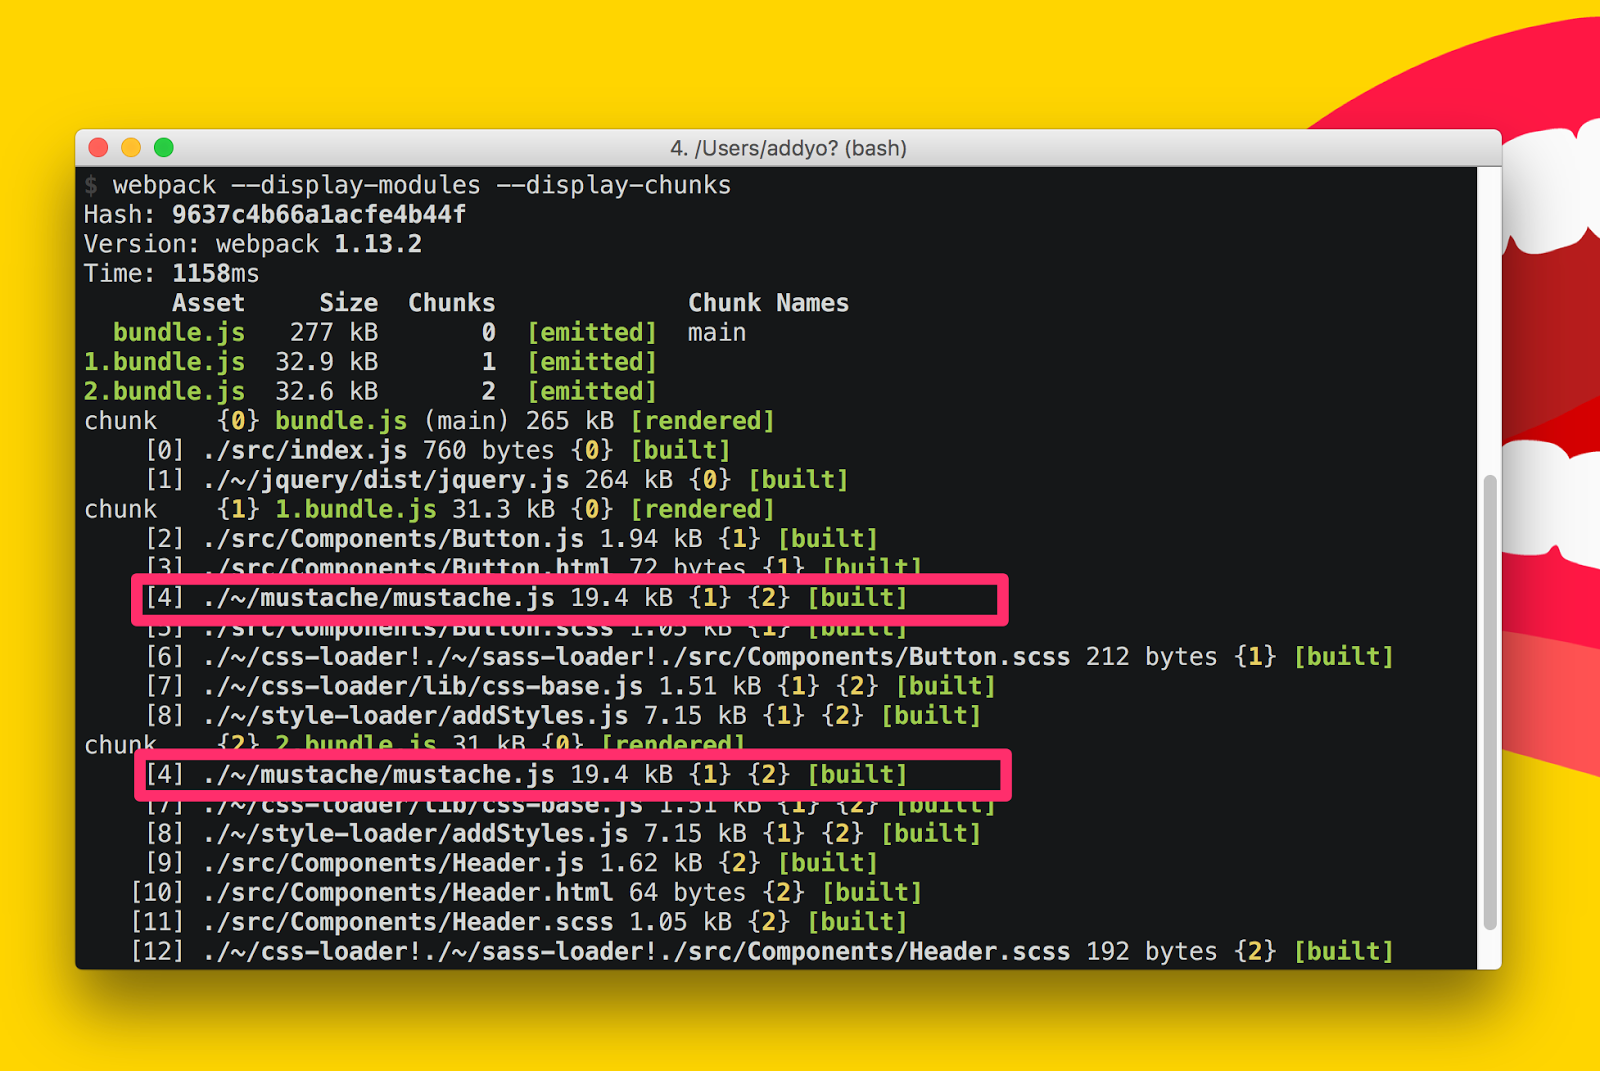 4. /Users/addyo? (bash)
$ webpack --display-modules --display-chunks
Hash: 9637c4b66a1acfe4b44f
Version: webpack 1.13.2
Time: 1158ms
Asset Size Chunks Chunk Names
bundle.js 277 kB 0 [emitted] main
1.bundle.js 32.9 kB 1 [emitted]
2.bundle.js 32.6 kB 2 [emitted]
chunk {0} bundle.js (main) 265 kB [rendered]
[0] ./src/index.js 760 bytes {0} [built]
[1] ./~/jquery/dist/jquery.js 264 kB {0} [built]
chunk {1} 1.bundle.js 31.3 kB {0} [rendered]
[2] ./src/Components/Button.js 1.94 kB {1} [built]
[3] ./src/Components/Button.html 72 bytes {1} [built]
[4] ./~/mustache/mustache.js 19.4 kB {1} {2} [built]
[5] ./src/Components/Button.scss 1.05 kB {1} [built]
[6] ./~/css-loader!./~/sass-loader!./src/Components/Button.scss 212 bytes {1} [built]
[7] ./~/css-loader/lib/css-base.js 1.51 kB {1} {2} [built]
[8] ./~/style-loader/addStyles.js 7.15 kB {1} {2} [built]
chunk {2} 2.bundle.js 31 kB {0} [rendered]
[4] ./~/mustache/mustache.js 19.4 kB {1} {2} [built]
[7] ./~/css-loader/lib/css-base.js 1.51 kB {1} {2} [built]
[8] ./~/style-loader/addStyles.js 7.15 kB {1} {2} [built]
[9] ./src/Components/Header.js 1.62 kB {2} [built]
[10] ./src/Components/Header.html 64 bytes {2} [built]
[11] ./src/Components/Header.scss 1.05 kB {2} [built]
[12] ./~/css-loader!./~/sass-loader!./src/Components/Header.scss 192 bytes {2} [built]